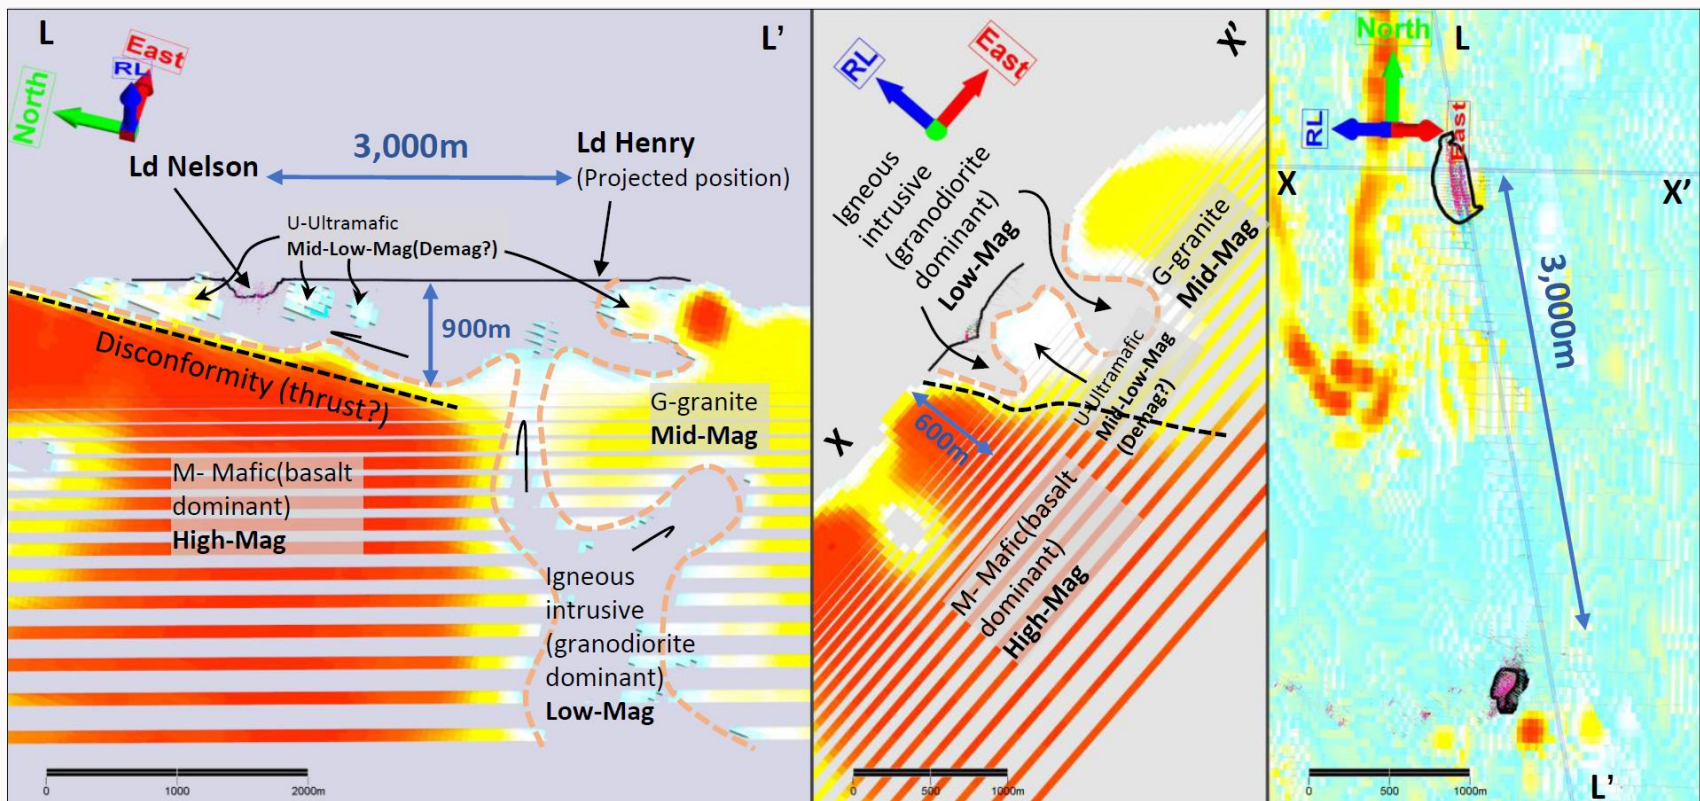 L
L'
East
RL
North
3,000m
Ld Nelson
Ld Henry
(Projected position)
U-Ultramafic
Mid-Low-Mag(Demag?)
900m
Disconformity (thrust?)
G-granite
Mid-Mag
M- Mafic(basalt
dominant)
High-Mag
Igneous
intrusive
(granodiorite
dominant)
Low-Mag
0
1000
2000m
X'
RL
East
Igneous
intrusive
(granodiorite
dominant)
Low-Mag
G-granite
Mid-Mag
U-Ultramafic
Mid-Low-Mag
(Demag?)
X
600m
M- Mafic(basalt
dominant)
High-Mag
0
500
1000m
North
L
RL
East
X
X'
3,000m
0
500
1000m
L'